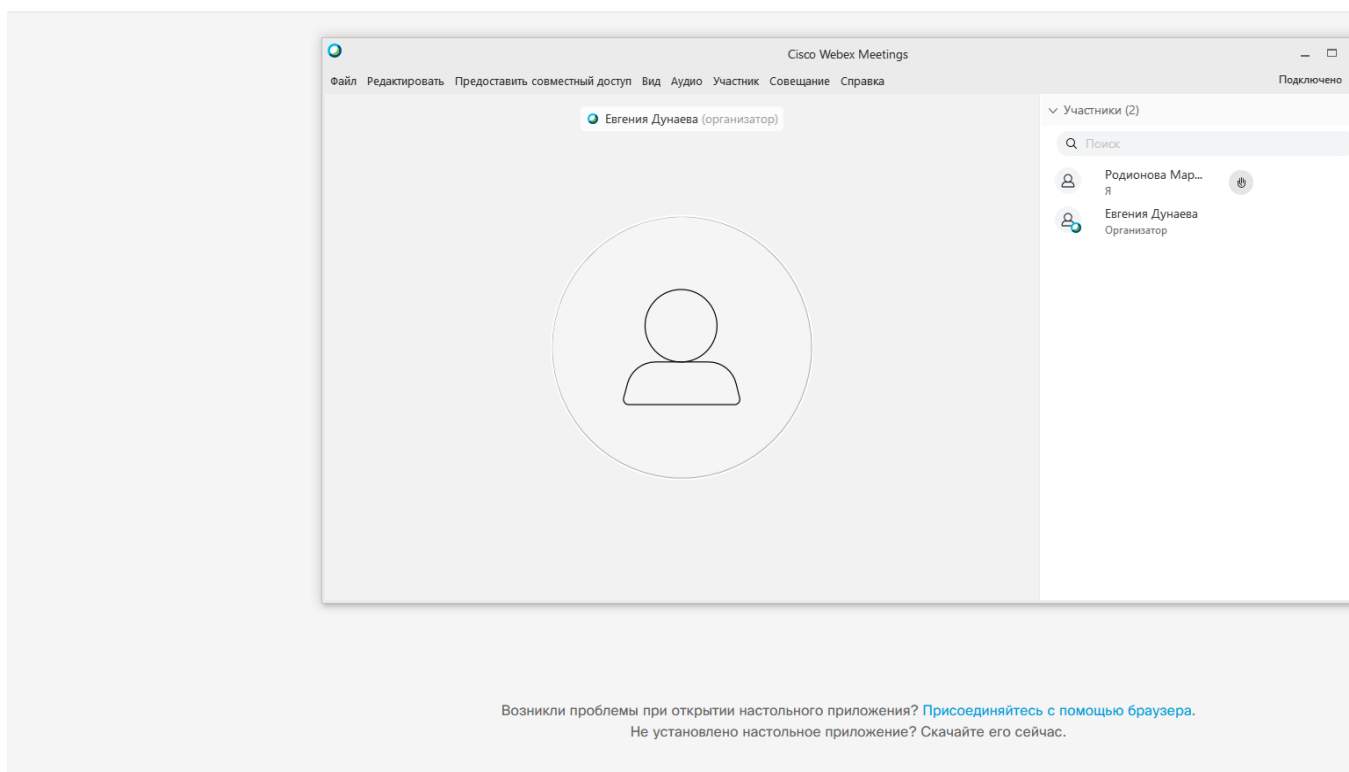 Cisco Webex Meetings
Файл Редактировать Предоставить совместный доступ Вид Аудио Участник Совещание Справка
Подключено
Евгения Дунаева (организатор)
Участники (2)
Поиск
Родионова Мар...
Я
Евгения Дунаева
Организатор
Возникли проблемы при открытии настольного приложения? Присоединяйтесь с помощью браузера.
Не установлено настольное приложение? Скачайте его сейчас.